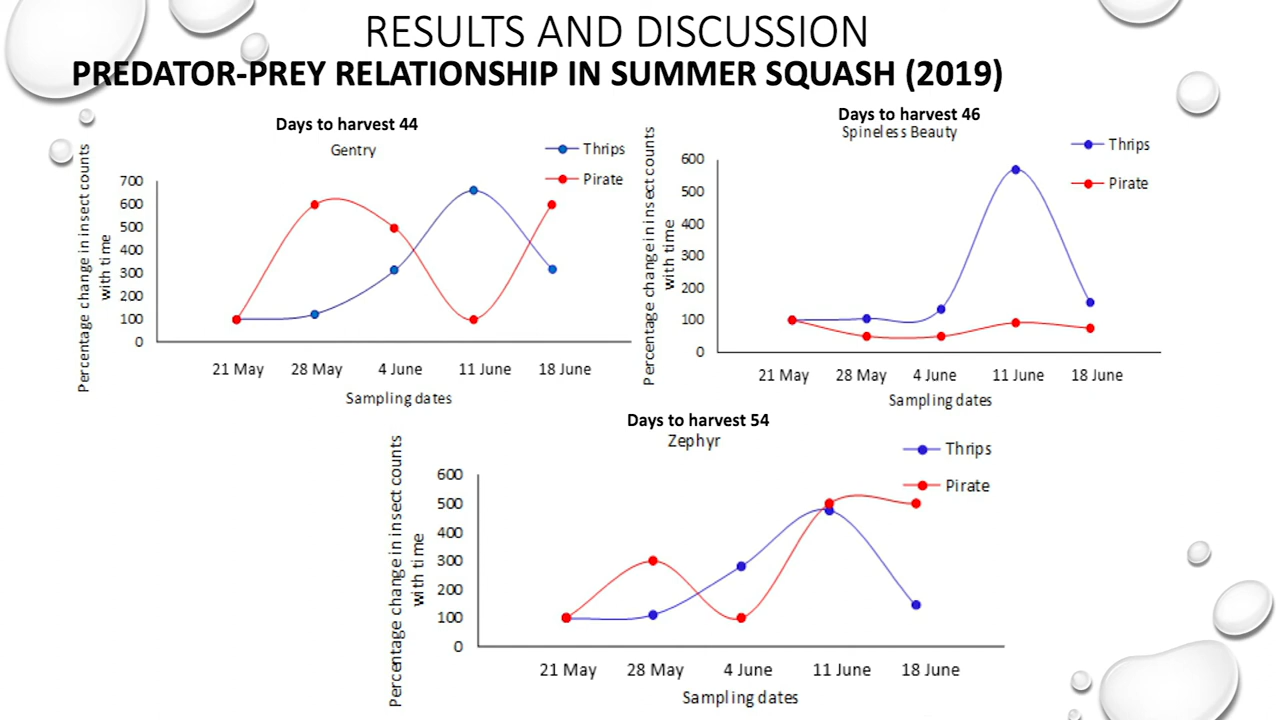 RESULTS AND DISCUSSION
PREDATOR-PREY RELATIONSHIP IN SUMMER SQUASH (2019)
Days to harvest 44
Gentry
Thrips
Pirate
Percentage change in insect counts
with time
700
600
500
400
300
200
100
0
21 May 28 May 4 June 11 June 18 June
Sampling dates
Days to harvest 46
Spineless Beauty
Thrips
Pirate
Percentage change in insect counts
with time
600
500
400
300
200
100
0
21 May 28 May 4 June 11 June 18 June
Sampling dates
Days to harvest 54
Zephyr
Thrips
Pirate
Percentage change in insect counts
with time
600
500
400
300
200
100
0
21 May 28 May 4 June 11 June 18 June
Sampling dates